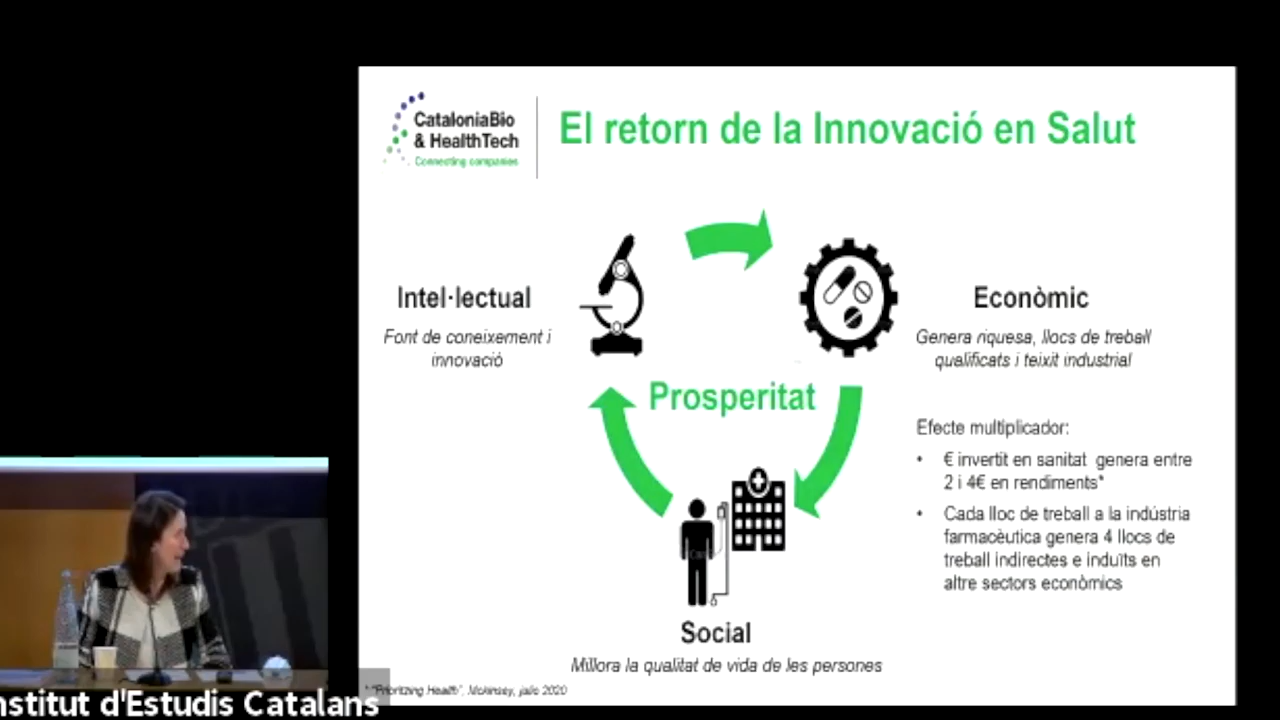 CataloniaBio
& HealthTech
Connecting companies
El retorn de la Innovació en Salut
Intel·lectual
Font de coneixement i
innovació
Econòmic
Genera riquesa, llocs de treball
qualificats i teixit industrial
Prosperitat
Efecte multiplicador:
• € invertit en sanitat genera entre
2 i 4€ en rendiments*
• Cada lloc de treball a la indústria
farmacèutica genera 4 llocs de
treball indirectes e induïts en
altre sectors econòmics
Social
Millora la qualitat de vida de les persones
* "Prioritzing Health", Mckinsey, julio 2020
nstitut d'Estudis Catalans